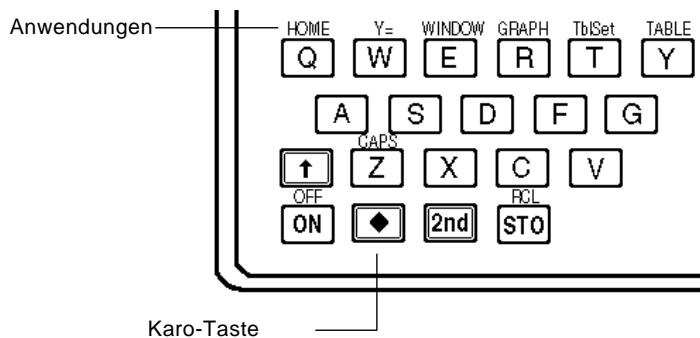 Anwendungen
HOME Y= WINDOW GRAPH TblSet TABLE
Q W E R T Y
A S D F G
CAPS
↑ Z X C V
OFF RCL
ON ◆ 2nd STO
Karo-Taste